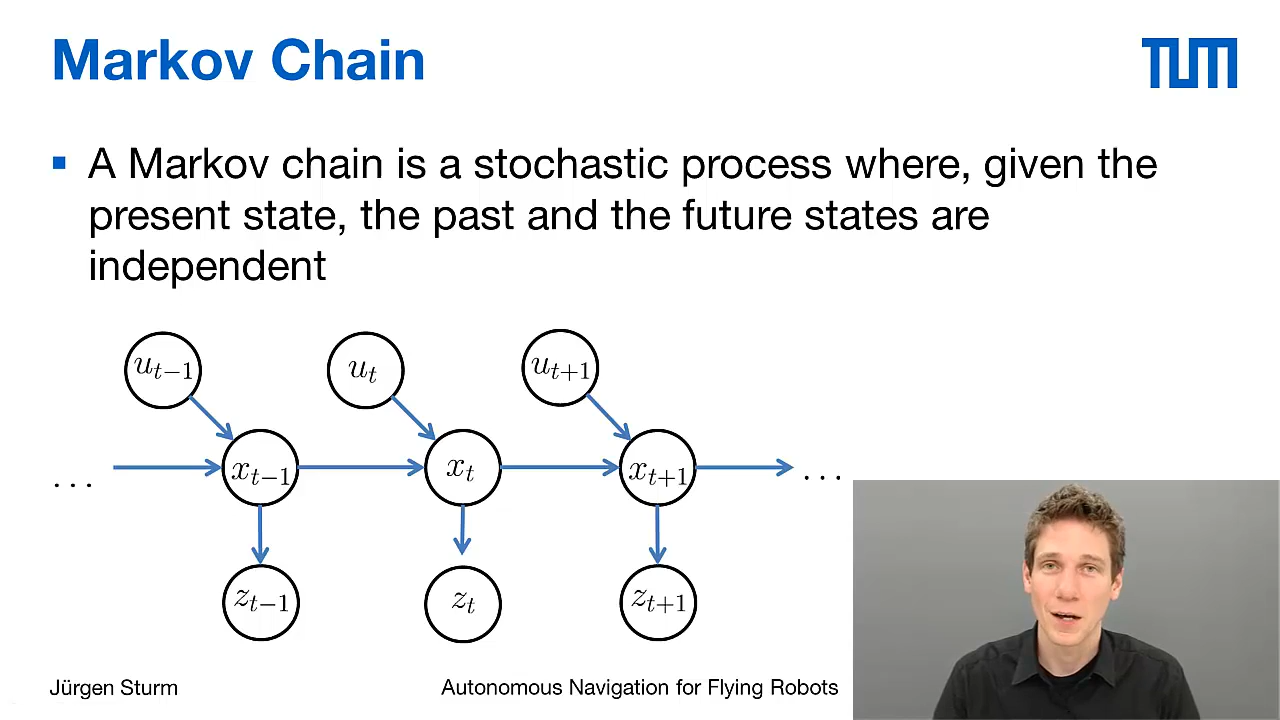 Markov Chain
TUM
A Markov chain is a stochastic process where, given the
present state, the past and the future states are
independent
u_{t−1} u_t u_{t+1}
... x_{t−1} x_t x_{t+1} ...
z_{t−1} z_t z_{t+1}
Jürgen Sturm
Autonomous Navigation for Flying Robots